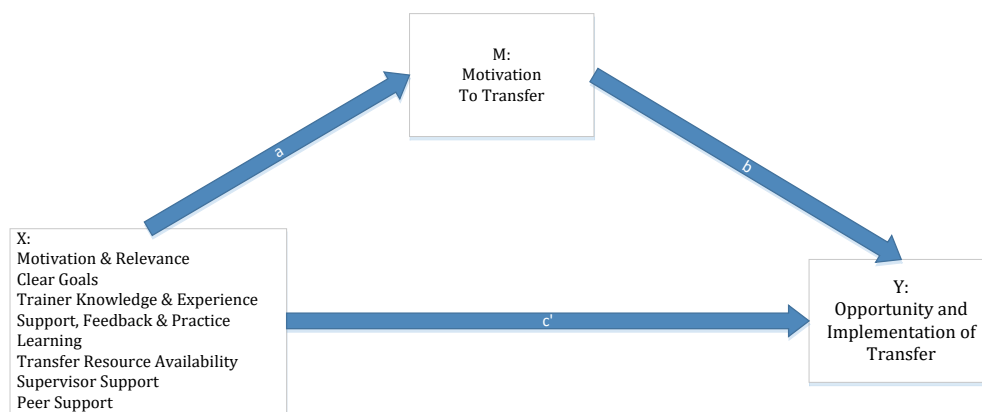 M:
Motivation
To Transfer
a
b
X:
Motivation & Relevance
Clear Goals
Trainer Knowledge & Experience
Support, Feedback & Practice
Learning
Transfer Resource Availability
Supervisor Support
Peer Support
c'
Y:
Opportunity and
Implementation of
Transfer